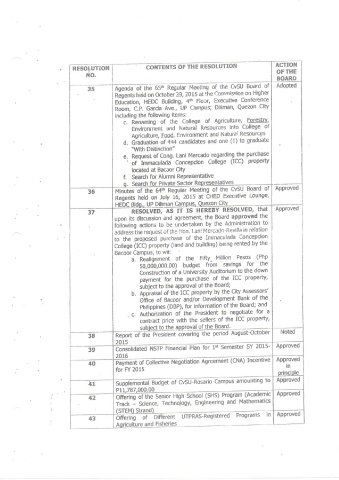 RESOLUTION NO.
CONTENTS OF THE RESOLUTION
ACTION OF THE BOARD
35
Agenda of the 65th Regular Meeting of the CvSU Board of
Regents held on October 29, 2015 at the Commission on Higher
Education, HEDC Building, 4th Floor, Executive Conference
Room, C.P. Garcia Ave., UP Campus, Diliman, Quezon City
including the following items:
c. Renaming of the College of Agriculture, Forestry,
Environment and Natural Resources into College of
Agriculture, Food, Environment and Natural Resources
d. Graduation of 444 candidates and one (1) to graduate
"With Distinction"
e. Request of Cong. Lani Mercado regarding the purchase
of Immaculada Concepcion College (ICC) property
located at Bacoor City
f. Search for Alumni Representative
g. Search for Private Sector Representatives
Adopted
36
Minutes of the 64th Regular Meeting of the CvSU Board of
Regents held on July 16, 2015 at CHED Executive Lounge,
HEDC Bldg., UP Diliman Campus, Quezon City
Approved
37
RESOLVED, AS IT IS HEREBY RESOLVED, that
upon its discussion and agreement, the Board approved the
following actions to be undertaken by the Administration to
address the request of the Hon. Lani Mercado-Revilla in relation
to the proposed purchase of the Immaculada Concepcion
College (ICC) property (land and building) being rented by the
Bacoor Campus, to wit:
a. Realignment of the Fifty Million Pesos (Php
50,000,000.00) budget from savings for the
Construction of a University Auditorium to the down
payment for the purchase of the ICC property,
subject to the approval of the Board;
b. Appraisal of the ICC property by the City Assessors'
Office of Bacoor and/or Development Bank of the
Philippines (DBP), for information of the Board; and
c. Authorization of the President to negotiate for a
contract price with the sellers of the ICC property,
subject to the approval of the Board.
Approved
38
Report of the President covering the period August-October
2015
Noted
39
Consolidated NSTP Financial Plan for 1st Semester SY 2015-
2016
Approved
40
Payment of Collective Negotiation Agreement (CNA) Incentive
for FY 2015
Approved
in
principle
41
Supplemental Budget of CvSU-Rosario Campus amounting to
P11,787,000.00
Approved
42
Offering of the Senior High School (SHS) Program (Academic
Track – Science, Technology, Engineering and Mathematics
(STEM) Strand)
Approved
43
Offering of Different UTPRAS-Registered Programs in
Agriculture and Fisheries
Approved